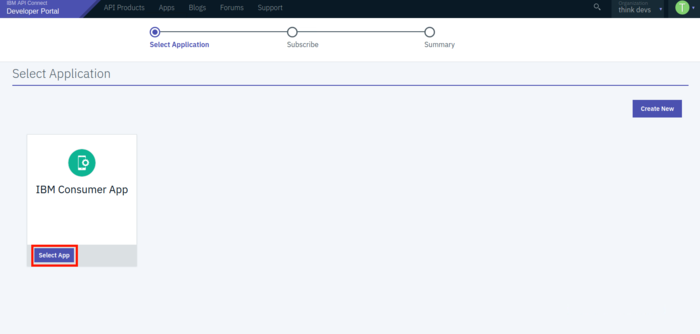 IBM API Connect
Developer Portal
API Products Apps Blogs Forums Support
Organization
think devs
T
Select Application Subscribe Summary
Select Application
Create New
IBM Consumer App
Select App